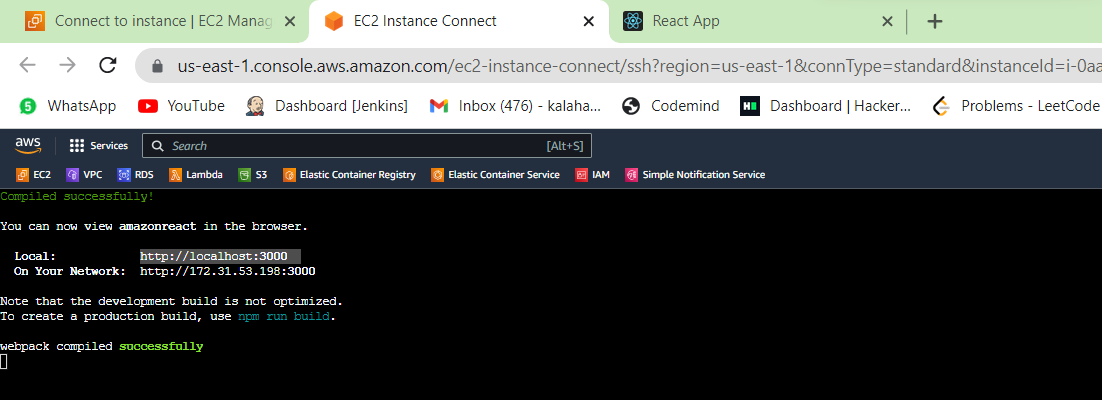 Connect to instance | EC2 Manag
EC2 Instance Connect
React App
us-east-1.console.aws.amazon.com/ec2-instance-connect/ssh?region=us-east-1&connType=standard&instanceId=i-0aa
WhatsApp
YouTube
Dashboard [Jenkins]
Inbox (476) - kalaha...
Codemind
Dashboard | Hacker...
Problems - LeetCode
aws
Services
Search
[Alt+S]
EC2
VPC
RDS
Lambda
S3
Elastic Container Registry
Elastic Container Service
IAM
Simple Notification Service
Compiled successfully!
You can now view amazonreact in the browser.
Local: http://localhost:3000
On Your Network: http://172.31.53.198:3000
Note that the development build is not optimized.
To create a production build, use npm run build.
webpack compiled successfully